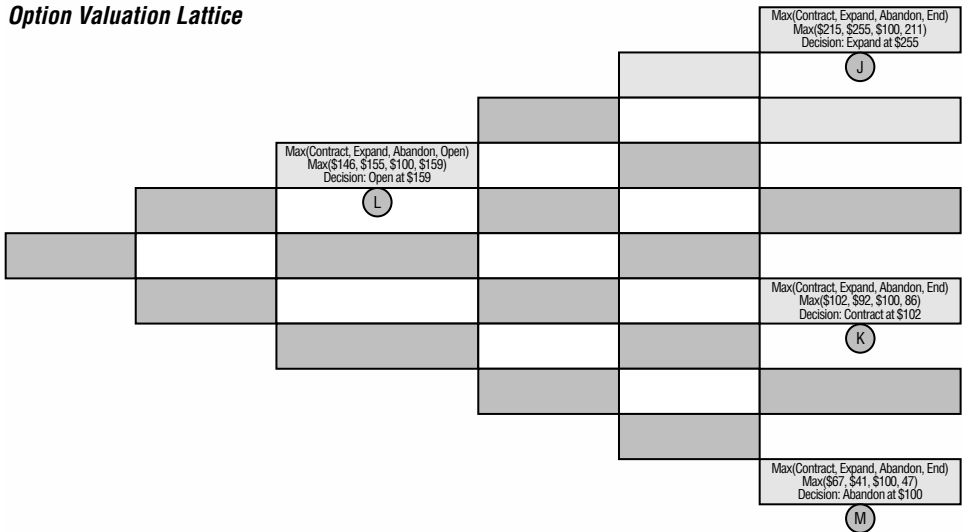 Option Valuation Lattice
Max(Contract, Expand, Abandon, End)
Max($215, $255, $100, 211)
Decision: Expand at $255
J
Max(Contract, Expand, Abandon, Open)
Max($146, $155, $100, $159)
Decision: Open at $159
L
Max(Contract, Expand, Abandon, End)
Max($102, $92, $100, 86)
Decision: Contract at $102
K
Max(Contract, Expand, Abandon, End)
Max($67, $41, $100, 47)
Decision: Abandon at $100
M